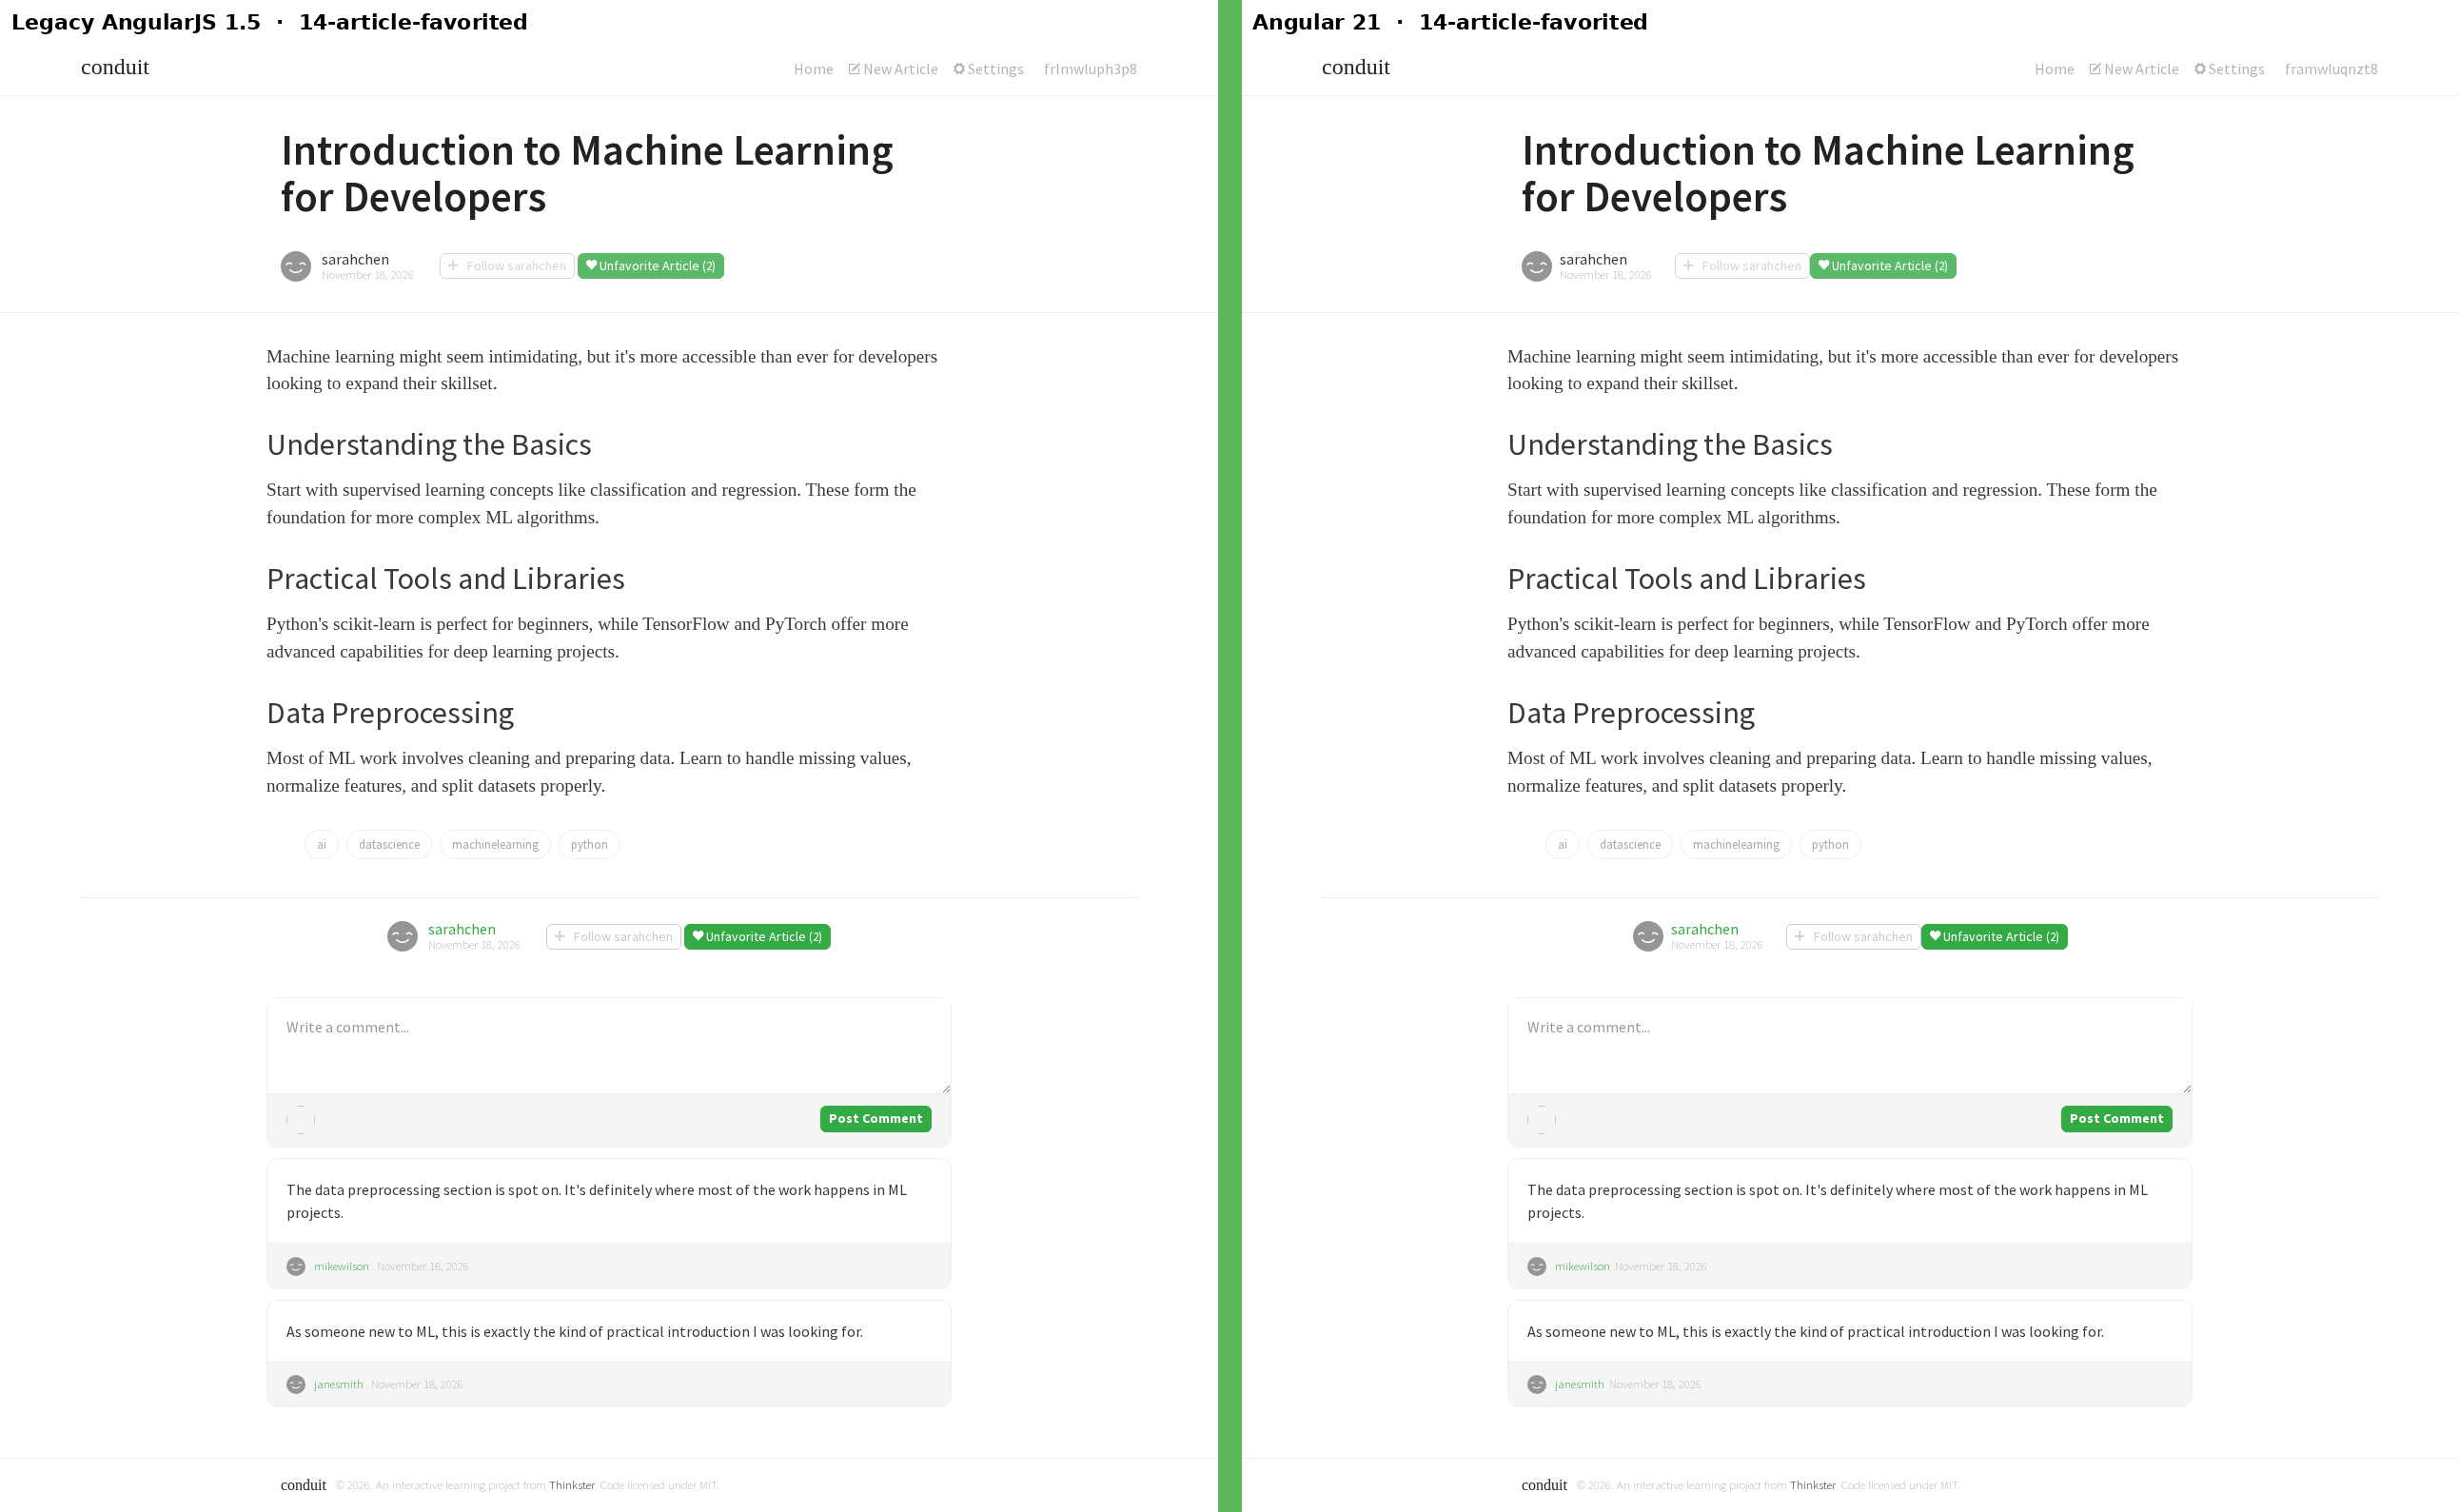 Legacy AngularJS 1.5 · 14-article-favorited
conduit
Home New Article Settings frlmwluph3p8
Introduction to Machine Learning
for Developers
sarahchen
November 18, 2026
Follow sarahchen
Unfavorite Article (2)
Machine learning might seem intimidating, but it's more accessible than ever for developers
looking to expand their skillset.
Understanding the Basics
Start with supervised learning concepts like classification and regression. These form the
foundation for more complex ML algorithms.
Practical Tools and Libraries
Python's scikit-learn is perfect for beginners, while TensorFlow and PyTorch offer more
advanced capabilities for deep learning projects.
Data Preprocessing
Most of ML work involves cleaning and preparing data. Learn to handle missing values,
normalize features, and split datasets properly.
ai datascience machinelearning python
sarahchen
November 18, 2026
Follow sarahchen
Unfavorite Article (2)
Write a comment...
Post Comment
The data preprocessing section is spot on. It's definitely where most of the work happens in ML
projects.
mikewilson November 18, 2026
As someone new to ML, this is exactly the kind of practical introduction I was looking for.
janesmith November 18, 2026
conduit © 2026. An interactive learning project from Thinkster. Code licensed under MIT.
Angular 21 · 14-article-favorited
conduit
Home New Article Settings framwluqnzt8
Introduction to Machine Learning
for Developers
sarahchen
November 18, 2026
Follow sarahchen
Unfavorite Article (2)
Machine learning might seem intimidating, but it's more accessible than ever for developers
looking to expand their skillset.
Understanding the Basics
Start with supervised learning concepts like classification and regression. These form the
foundation for more complex ML algorithms.
Practical Tools and Libraries
Python's scikit-learn is perfect for beginners, while TensorFlow and PyTorch offer more
advanced capabilities for deep learning projects.
Data Preprocessing
Most of ML work involves cleaning and preparing data. Learn to handle missing values,
normalize features, and split datasets properly.
ai datascience machinelearning python
sarahchen
November 18, 2026
Follow sarahchen
Unfavorite Article (2)
Write a comment...
Post Comment
The data preprocessing section is spot on. It's definitely where most of the work happens in ML
projects.
mikewilson November 18, 2026
As someone new to ML, this is exactly the kind of practical introduction I was looking for.
janesmith November 18, 2026
conduit © 2026. An interactive learning project from Thinkster. Code licensed under MIT.